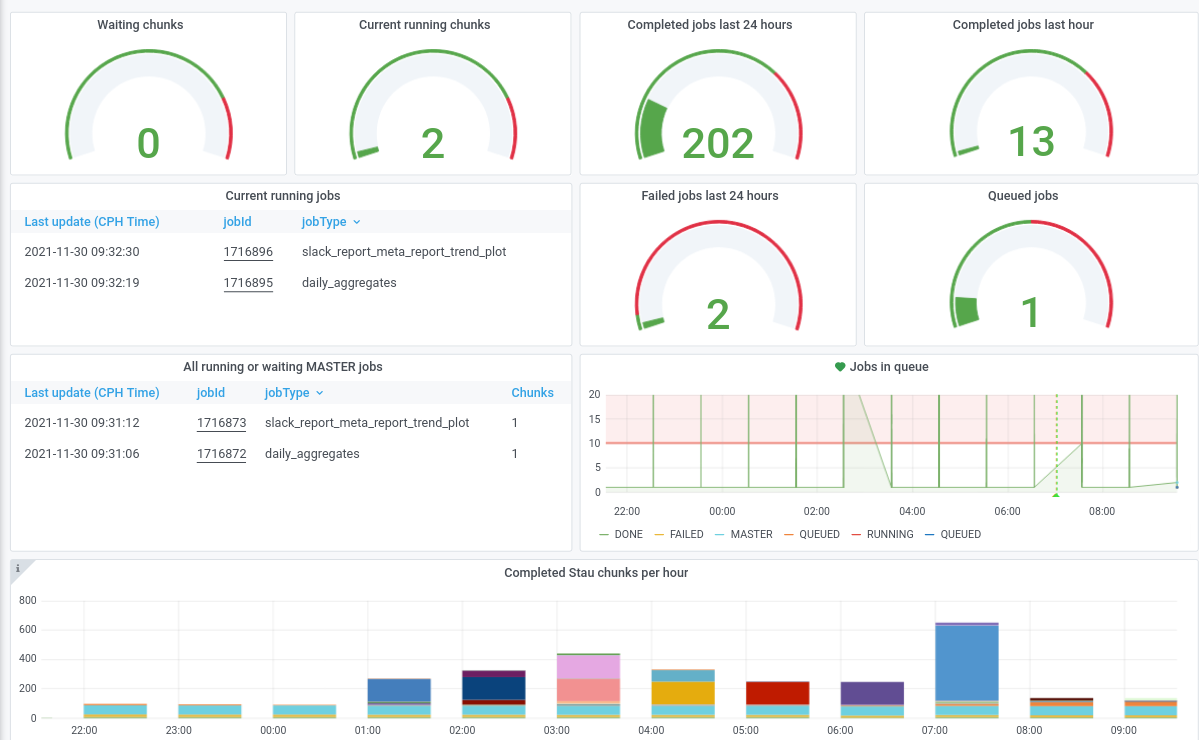 Waiting chunks
Current running chunks
Completed jobs last 24 hours
Completed jobs last hour
0
2
202
13
Current running jobs
Last update (CPH Time) jobId jobType
2021-11-30 09:32:30 1716896 slack_report_meta_report_trend_plot
2021-11-30 09:32:19 1716895 daily_aggregates
Failed jobs last 24 hours
2
Queued jobs
1
All running or waiting MASTER jobs
Last update (CPH Time) jobId jobType Chunks
2021-11-30 09:31:12 1716873 slack_report_meta_report_trend_plot 1
2021-11-30 09:31:06 1716872 daily_aggregates 1
Jobs in queue
20
15
10
5
0
22:00 00:00 02:00 04:00 06:00 08:00
DONE FAILED MASTER QUEUED RUNNING QUEUED
i
Completed Stau chunks per hour
800
600
400
200
0
22:00 23:00 00:00 01:00 02:00 03:00 04:00 05:00 06:00 07:00 08:00 09:00